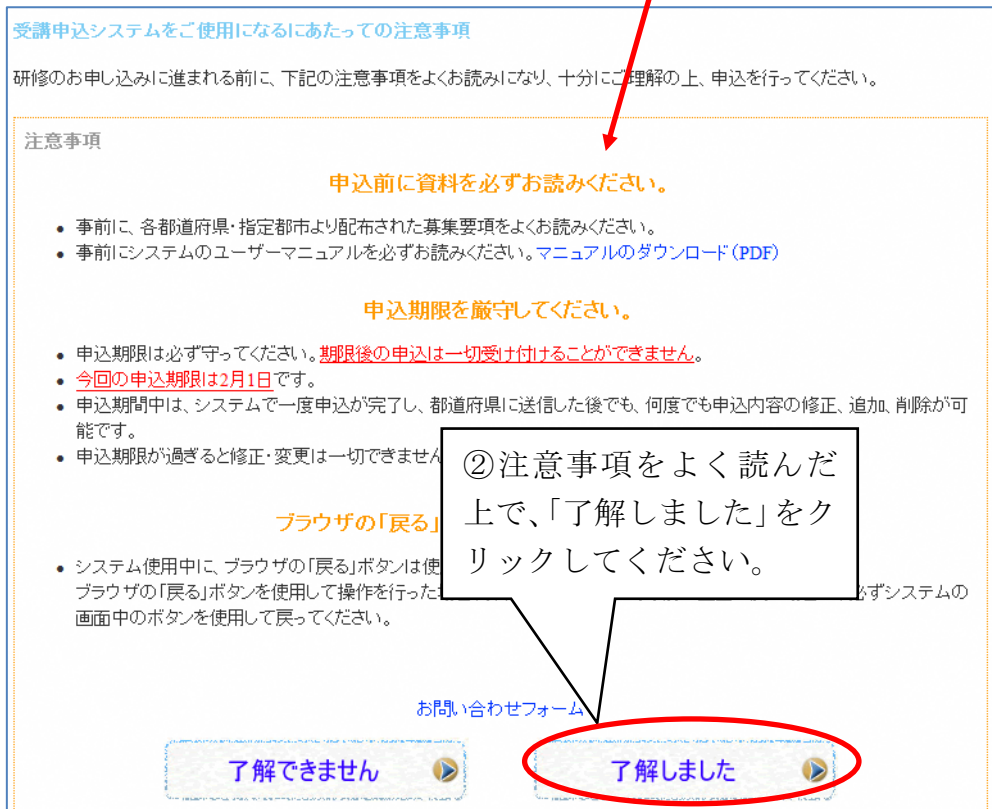 受講申込システムをご使用になるにあたっての注意事項
研修のお申し込みに進まれる前に、下記の注意事項をよくお読みになり、十分にご理解の上、申込を行ってください。
注意事項
申込前に資料を必ずお読みください。
• 事前に、各都道府県・指定都市より配布された募集要項をよくお読みください。
• 事前にシステムのユーザーマニュアルを必ずお読みください。マニュアルのダウンロード(PDF)
申込期限を厳守してください。
• 申込期限は必ず守ってください。期限後の申込は一切受け付けることができません。
• 今回の申込期限は2月1日です。
• 申込期間中は、システムで一度申込が完了し、都道府県に送信した後でも、何度でも申込内容の修正、追加、削除が可
能です。
• 申込期限が過ぎると修正・変更は一切できません
②注意事項をよく読んだ
上で、「了解しました」をク
リックしてください。
ブラウザの「戻る」
• システム使用中に、ブラウザの「戻る」ボタンは使
ブラウザの「戻る」ボタンを使用して操作を行った
必ずシステムの
画面中のボタンを使用して戻ってください。
お問い合わせフォーム
了解できません
了解しました